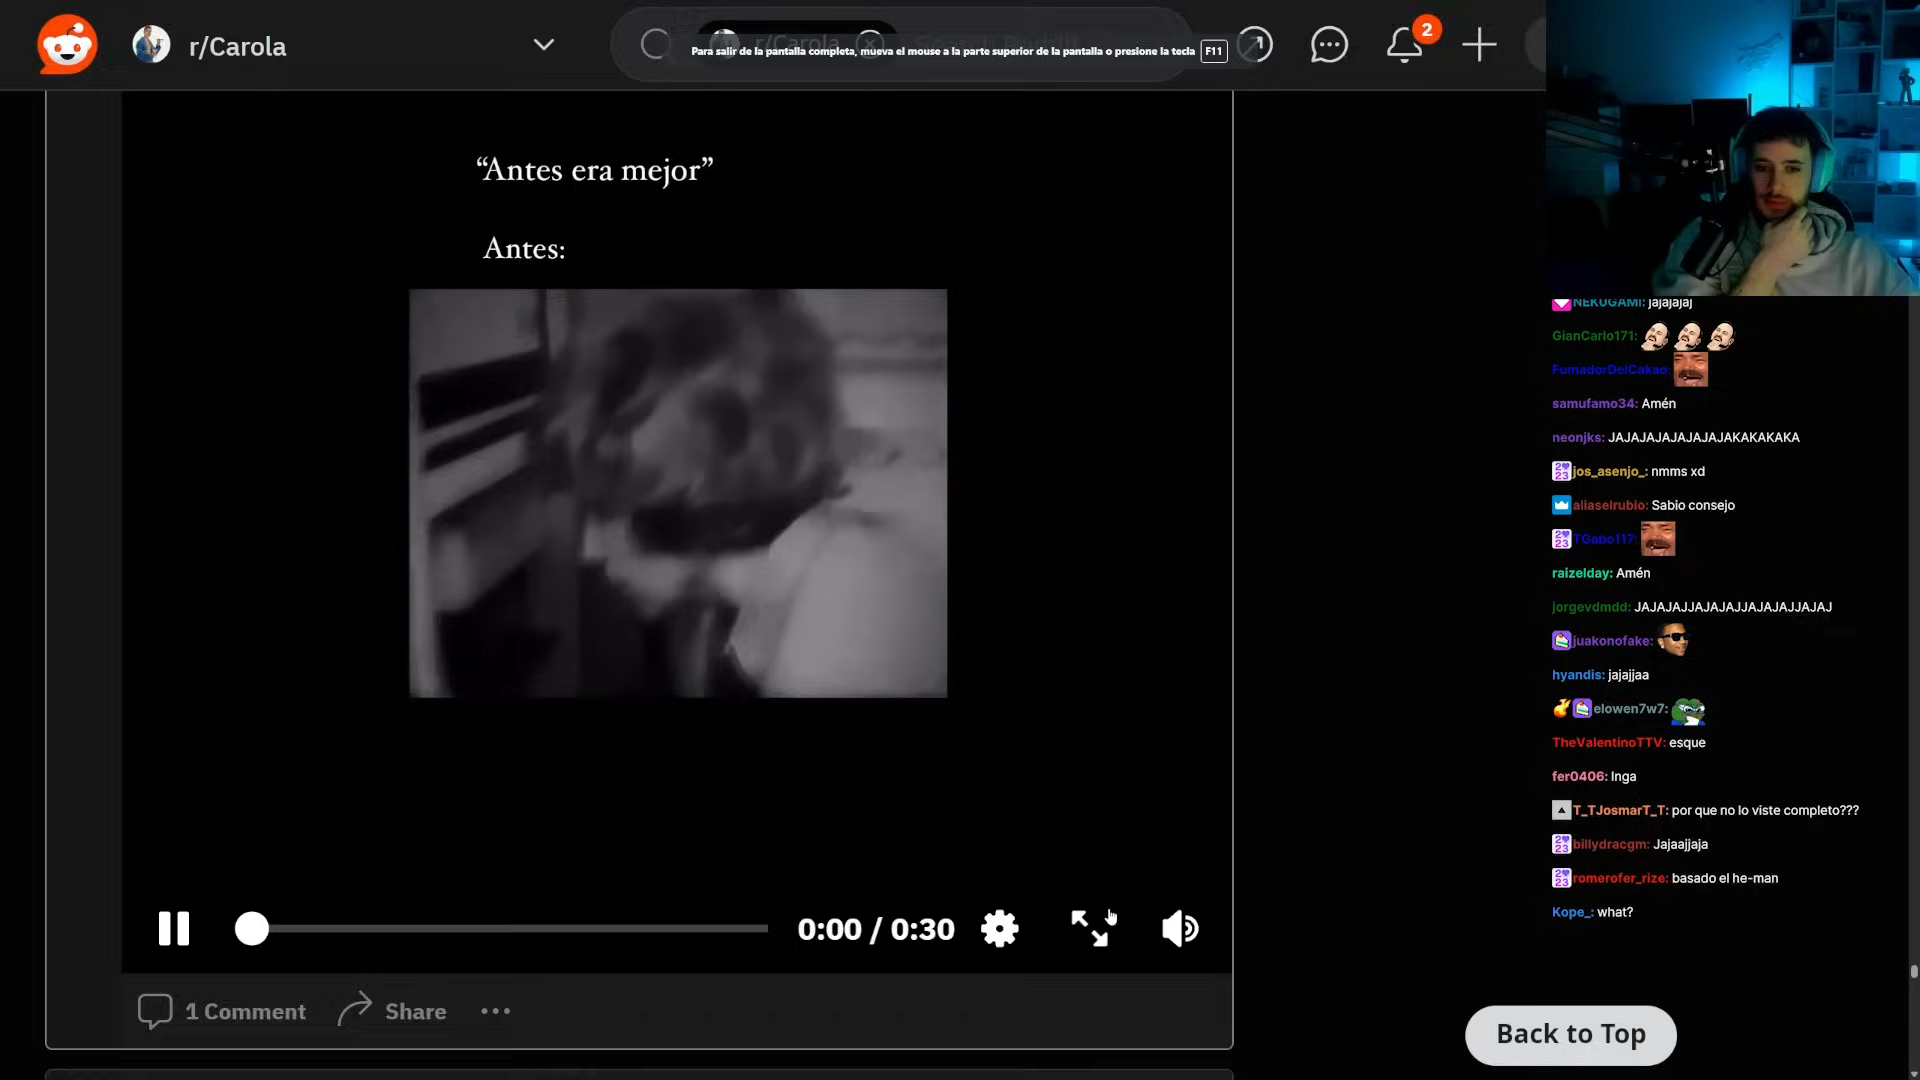 r/Carola
Para salir de la pantalla completa, mueva el mouse a la parte superior de la pantalla o presione la tecla F11
2
“Antes era mejor”
Antes:
0:00 / 0:30
1 Comment
Share
NEKUGAMI: jajajajaj
GianCarlo171:
FumadorDelCakao:
samufamo34: Amén
neonjks: JAJAJAJAJAJAJAJAKAKAKAKA
jos_asenjo_: nmms xd
aliaselrubio: Sabio consejo
TGabo117:
raizelday: Amén
jorgevdmdd: JAJAJAJJAJAJAJJAJAJAJJAJAJ
juakonofake:
hyandis: jajajjaa
elowen7w7:
TheValentinoTTV: esque
fer0406: Inga
T_TJosmarT_T: por que no lo viste completo???
billydracgm: Jajaajjaja
romerofer_rize: basado el he-man
Kope_: what?
Back to Top